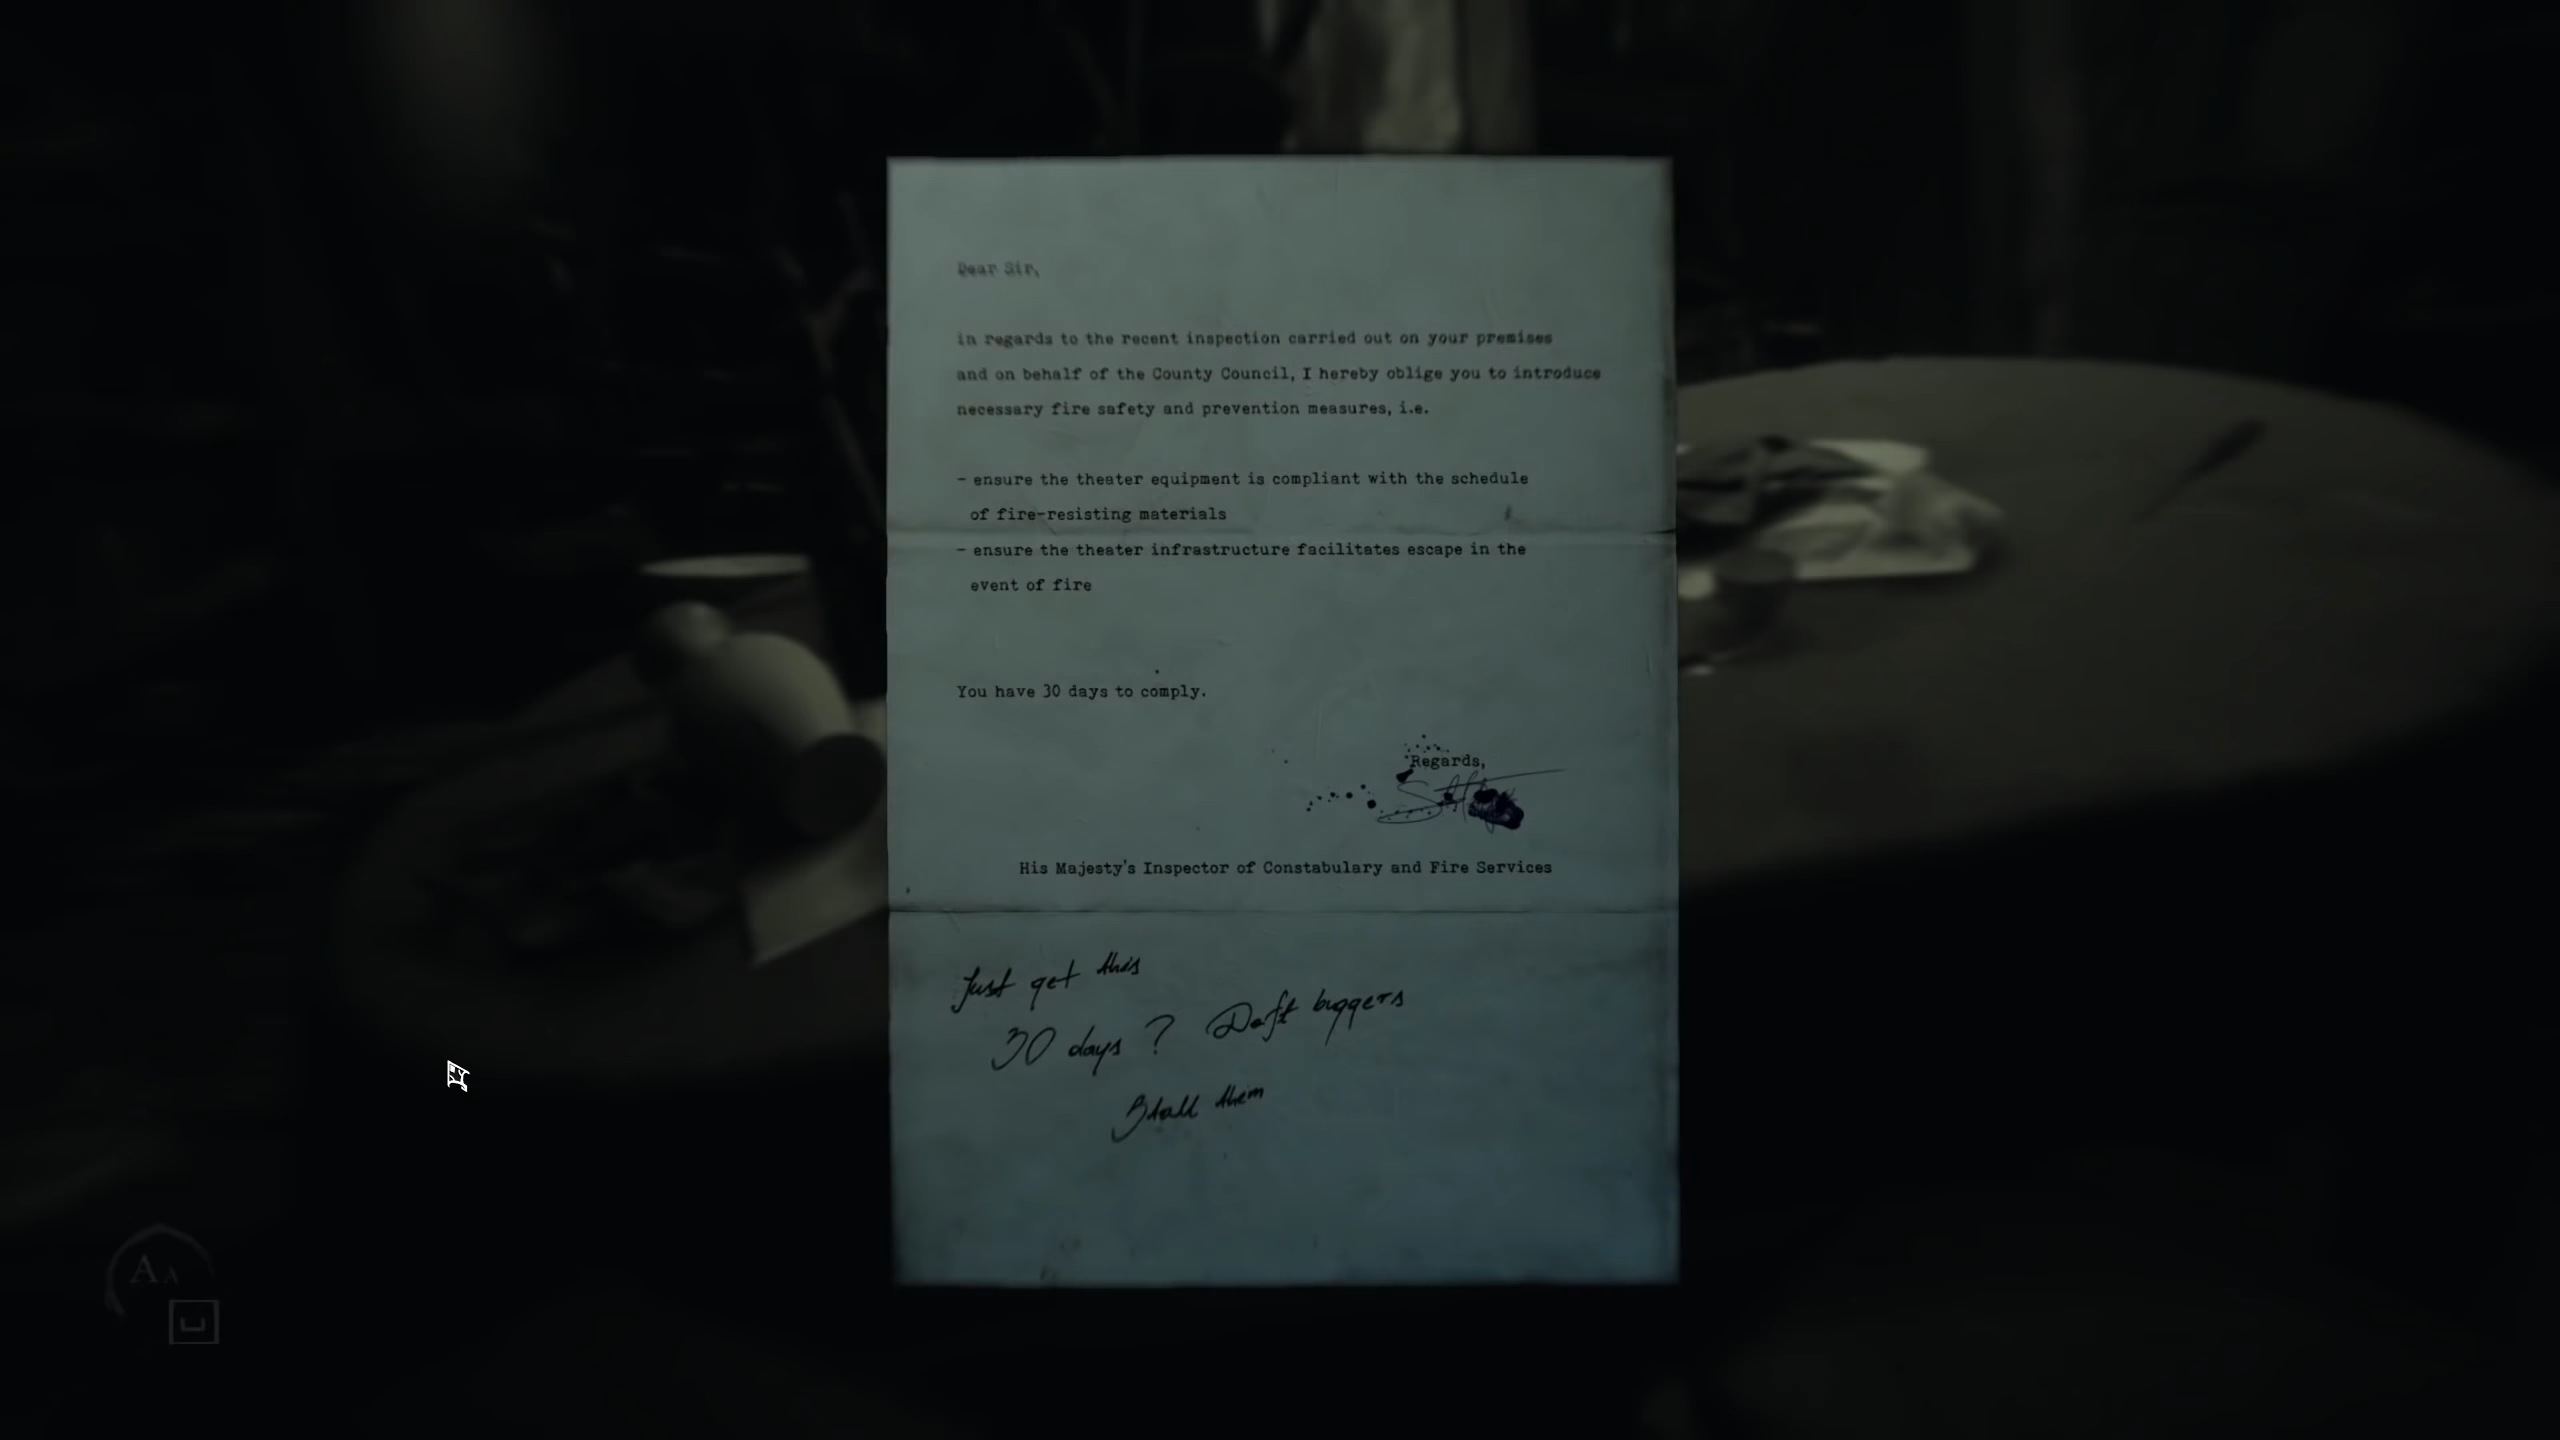 Dear Sir,
in regards to the recent inspection carried out on your premises
and on behalf of the County Council, I hereby oblige you to introduce
necessary fire safety and prevention measures, i.e.
- ensure the theater equipment is compliant with the schedule
of fire-resisting materials
- ensure the theater infrastructure facilitates escape in the
event of fire
You have 30 days to comply.
Regards,
His Majesty's Inspector of Constabulary and Fire Services
Just get this
30 days? Daft buggers
Stall them
AA